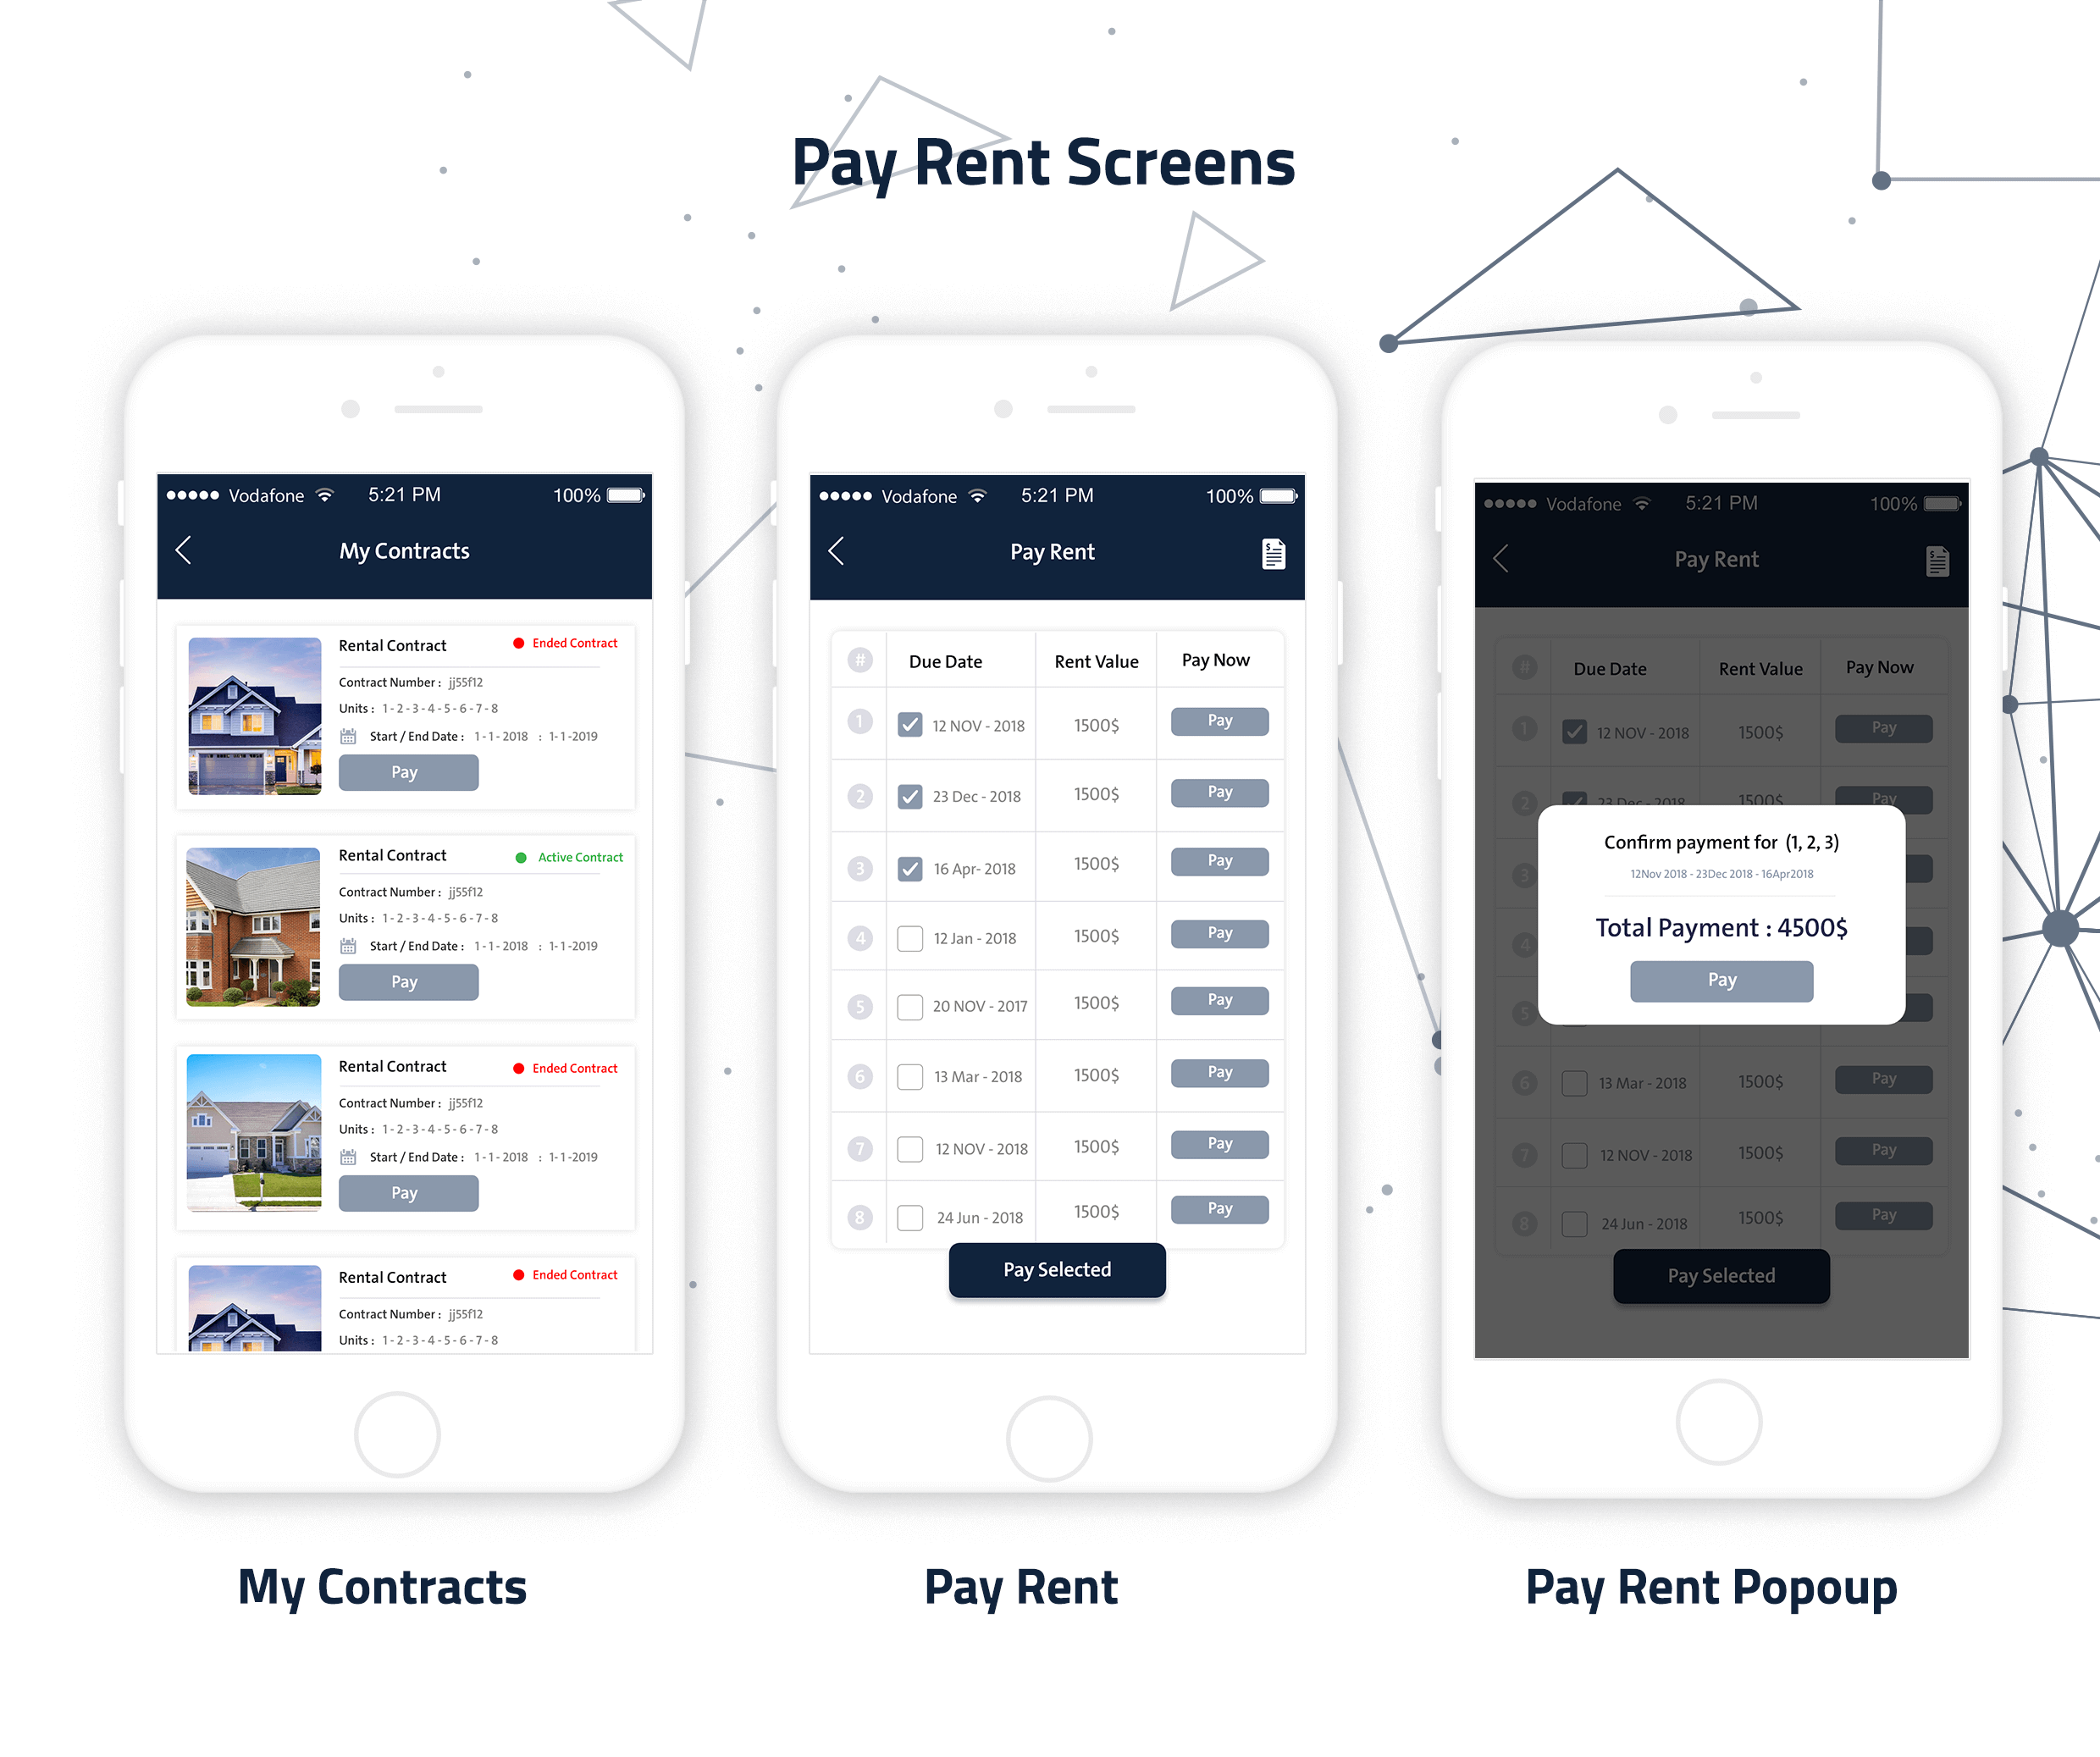 Pay Rent Screens
Vodafone 5:21 PM 100%
My Contracts
Rental Contract Ended Contract
Contract Number : jj55f12
Units : 1 - 2 - 3 - 4 - 5 - 6 - 7 - 8
Start / End Date : 1 - 1 - 2018 : 1- 1 -2019
Pay
Rental Contract Active Contract
Contract Number : jj55f12
Units : 1 - 2 - 3 - 4 - 5 - 6 - 7 - 8
Start / End Date : 1 - 1 - 2018 : 1- 1 -2019
Pay
Rental Contract Ended Contract
Contract Number : jj55f12
Units : 1 - 2 - 3 - 4 - 5 - 6 - 7 - 8
Start / End Date : 1 - 1 - 2018 : 1- 1 -2019
Pay
Rental Contract Ended Contract
Contract Number : jj55f12
Units : 1 - 2 - 3 - 4 - 5 - 6 - 7 - 8
My Contracts
Vodafone 5:21 PM 100%
Pay Rent
# Due Date Rent Value Pay Now
1 12 NOV - 2018 1500$ Pay
2 23 Dec - 2018 1500$ Pay
3 16 Apr- 2018 1500$ Pay
4 12 Jan - 2018 1500$ Pay
5 20 NOV - 2017 1500$ Pay
6 13 Mar - 2018 1500$ Pay
7 12 NOV - 2018 1500$ Pay
8 24 Jun - 2018 1500$ Pay
Pay Selected
Pay Rent
Vodafone 5:21 PM 100%
Pay Rent
# Due Date Rent Value Pay Now
1 12 NOV - 2018 1500$ Pay
2 23 Dec - 2018 1500$ Pay
3
Confirm payment for (1, 2, 3)
12Nov 2018 - 23Dec 2018 - 16Apr2018
4
Total Payment : 4500$
Pay
5
6 13 Mar - 2018 1500$ Pay
7 12 NOV - 2018 1500$ Pay
8 24 Jun - 2018 1500$ Pay
Pay Selected
Pay Rent Popoup